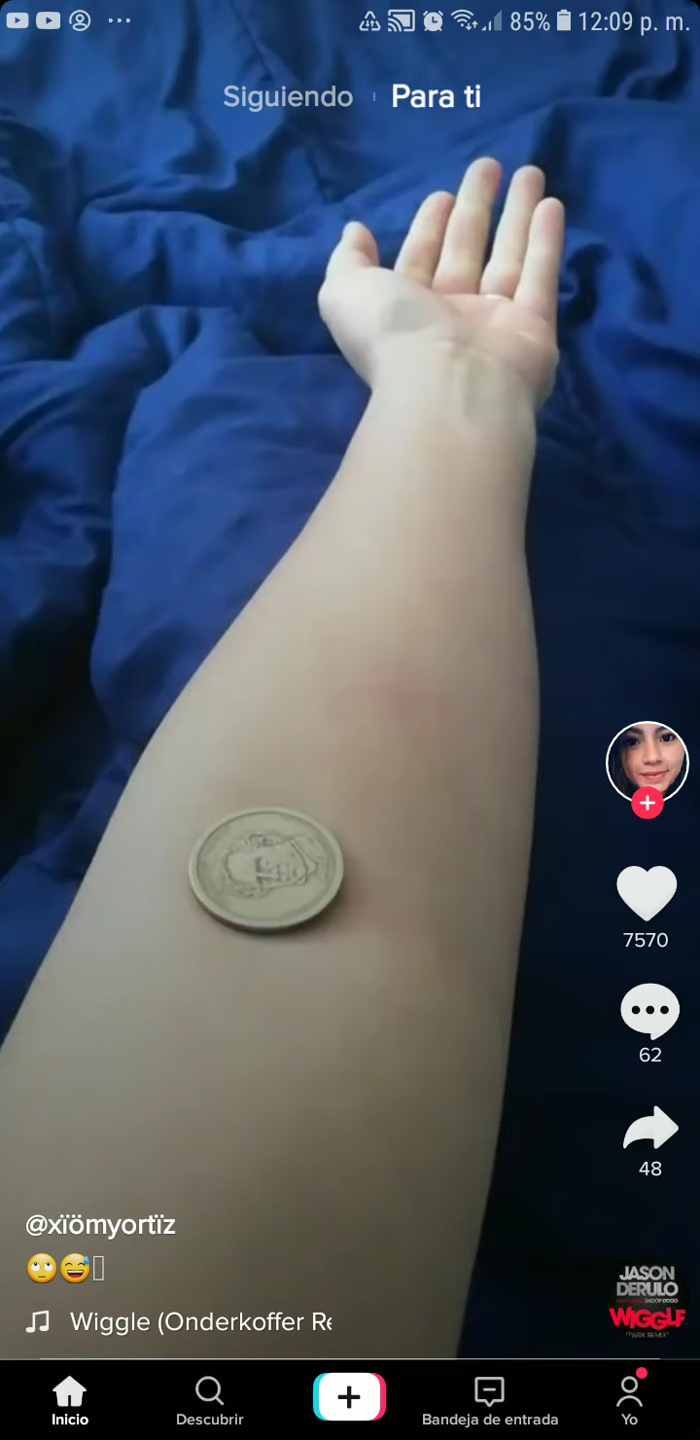 85% 12:09 p. m.
Siguiendo Para ti
7570
62
48
@xïömyortïz
🙄😅
Wiggle (Onderkoffer Re
JASON
DERULO
WIGGLE
Inicio
Descubrir
Bandeja de entrada
Yo